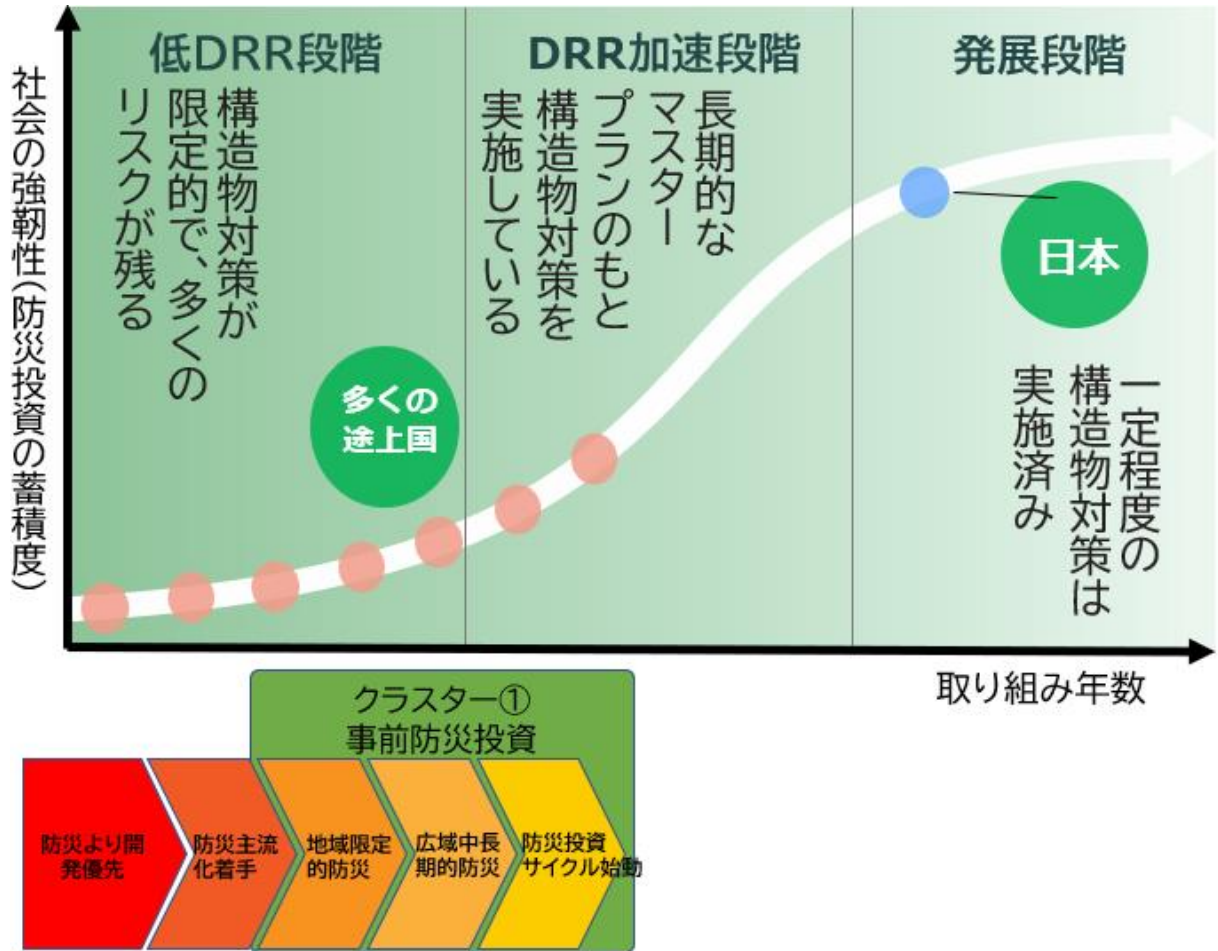 社会の強靭性(防災投資の蓄積度)
低DRR段階
構造物対策が
限定的で、多くの
リスクが残る
多くの
途上国
DRR加速段階
長期的な
マスター
プランのもと
構造物対策を
実施している
発展段階
日本
一定程度の
構造物対策は
実施済み
取り組み年数
クラスター①
事前防災投資
防災より開
発優先
防災主流
化着手
地域限定
的防災
広域中長
期的防災
防災投資
サイクル始動